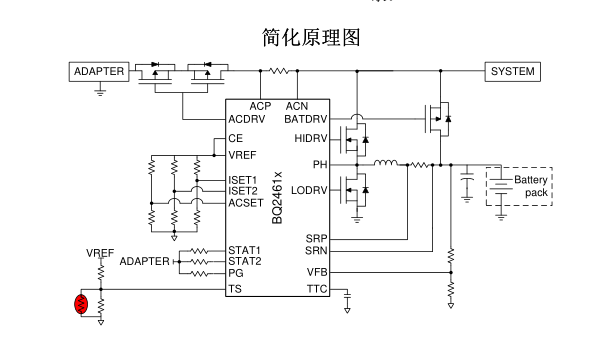 简化原理图
ADAPTER
SYSTEM
ACP
ACN
ACDRV
BATDRV
CE
HIDRV
VREF
PH
ISET1
ISET2
LODRV
ACSET
BQ2461x
Battery
pack
SRP
STAT1
SRN
ADAPTER
STAT2
VREF
PG
VFB
TS
TTC